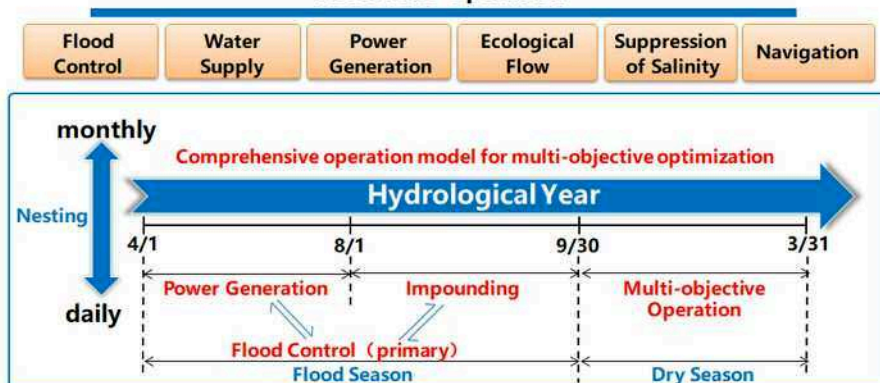 Flood
Control
Water
Supply
Power
Generation
Ecological
Flow
Suppression
of Salinity
Navigation
monthly
Comprehensive operation model for multi-objective optimization
Hydrological Year
Nesting
4/1
8/1
9/30
3/31
Power Generation
Impounding
Multi-objective
Operation
daily
Flood Control（primary）
Flood Season
Dry Season